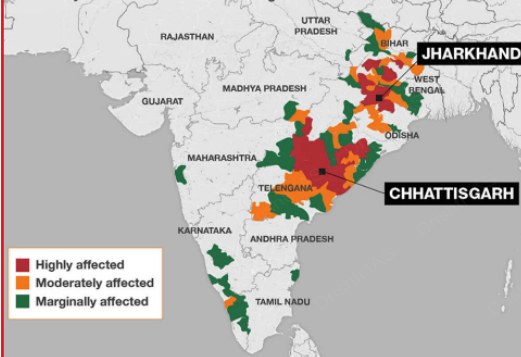 UTTAR
PRADESH
RAJASTHAN
BIHAR
JHARKHAND
WEST
BENGAL
MADHYA PRADESH
GUJARAT
ODISHA
MAHARASHTRA
TELENGANA
CHHATTISGARH
KARNATAKA
ANDHRA PRADESH
Highly affected
Moderately affected
Marginally affected
TAMIL NADU